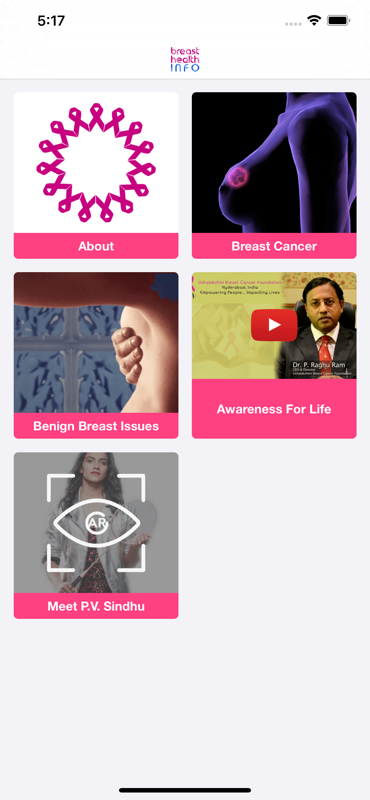 5:17
breast
health
INFO
About
Breast Cancer
Ushalakshmi Breast Cancer Foundation
Hyderabad, India
Empowering People... Impacting Lives
Dr. P. Raghu Ram
CEO & Director
Ushalakshmi Breast Cancer Foundation
Benign Breast Issues
Awareness For Life
AR
Meet P.V. Sindhu